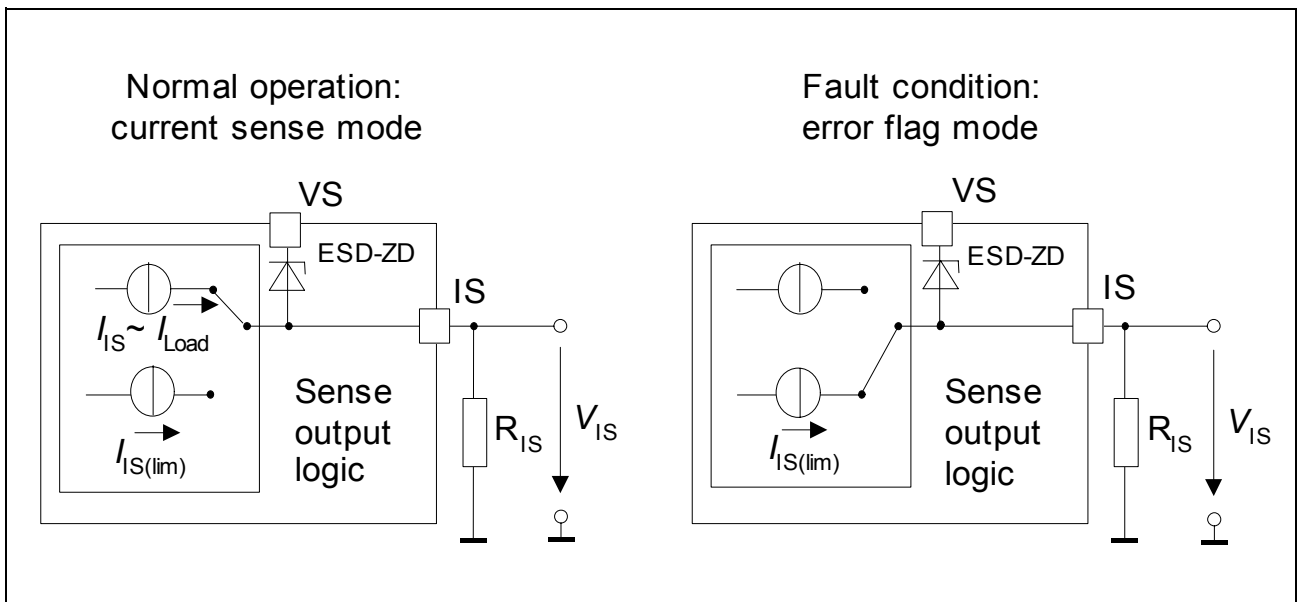 Normal operation:
current sense mode
VS
ESD-ZD
IS
I_IS ~ I_Load
I_IS(lim)
Sense
output
logic
R_IS
V_IS
Fault condition:
error flag mode
VS
ESD-ZD
IS
I_IS(lim)
Sense
output
logic
R_IS
V_IS